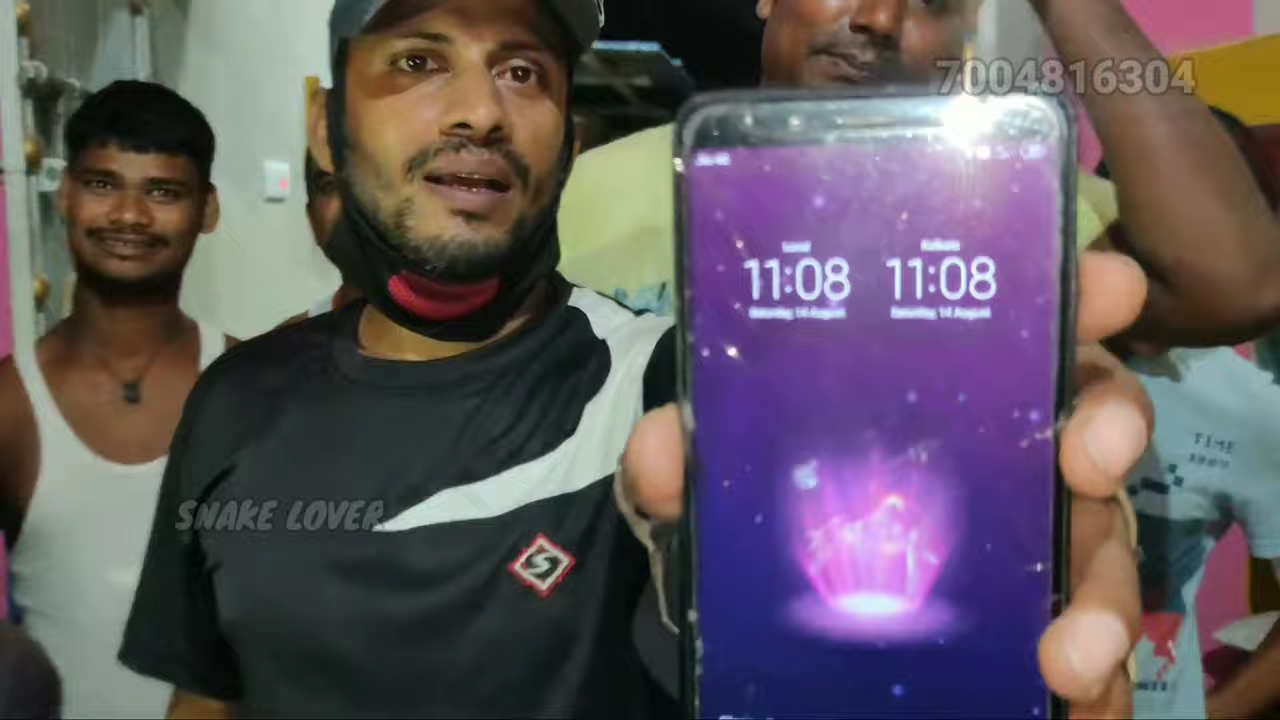 7004816304
Local Kolkata
11:08 11:08
Saturday 14 August Saturday 14 August
SNAKE LOVER
S
TIME